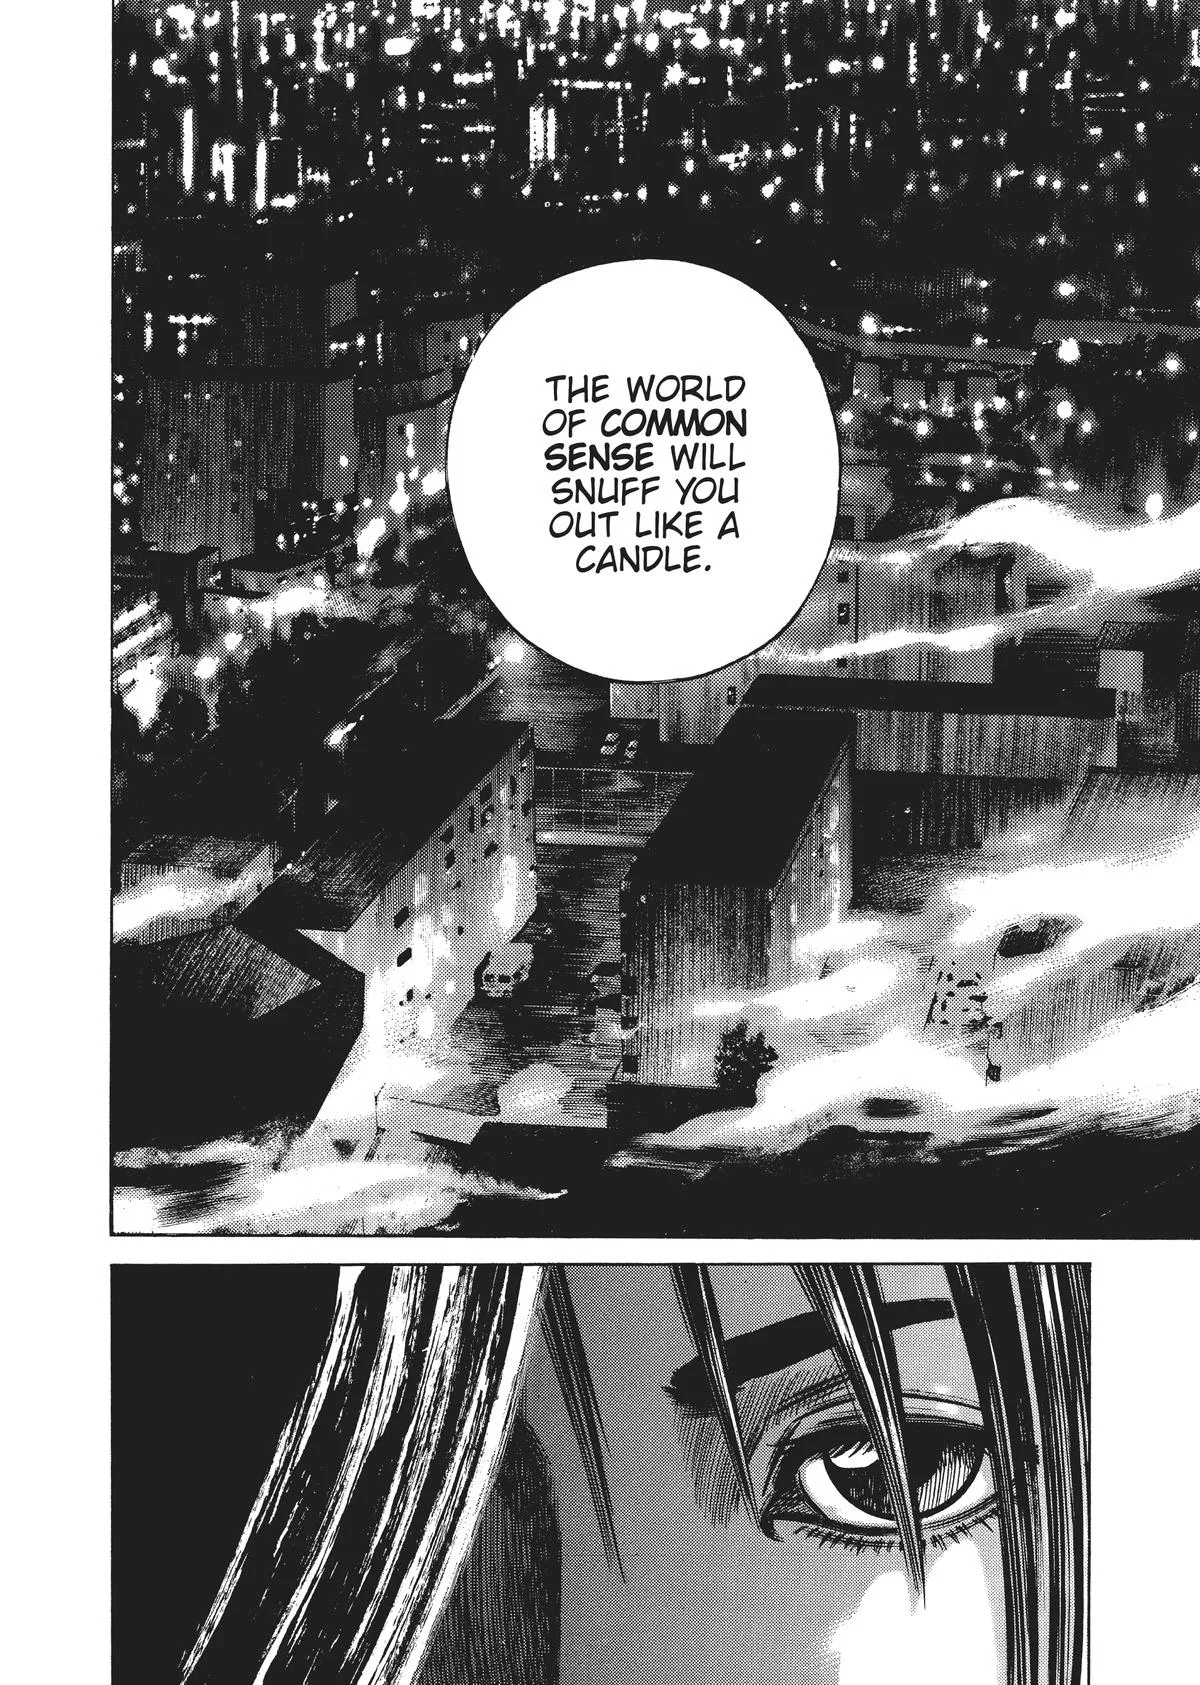 THE WORLD
OF COMMON
SENSE WILL
SNUFF YOU
OUT LIKE A
CANDLE.